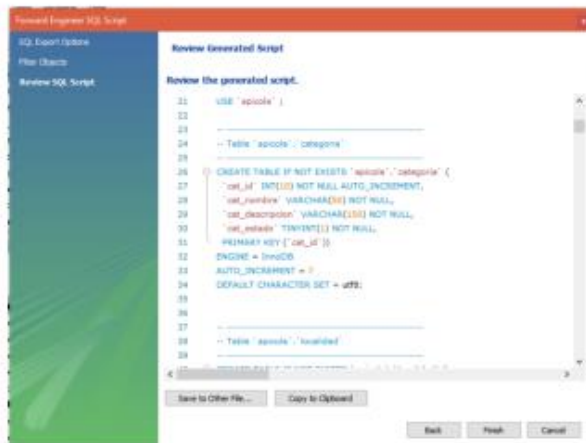 Forward Engineer SQL Script
SQL Export Options
Filter Objects
Review SQL Script
Review Generated Script
Review the generated script.
21 USE `apicola` ;
22
23 -- -----------------------------------------------------
24 -- Table `apicola`.`categoria`
25 -- -----------------------------------------------------
26 CREATE TABLE IF NOT EXISTS `apicola`.`categoria` (
27 `cat_id` INT(10) NOT NULL AUTO_INCREMENT,
28 `cat_nombre` VARCHAR(50) NOT NULL,
29 `cat_descripcion` VARCHAR(150) NOT NULL,
30 `cat_estado` TINYINT(1) NOT NULL,
31 PRIMARY KEY (`cat_id`))
32 ENGINE = InnoDB
33 AUTO_INCREMENT = 7
34 DEFAULT CHARACTER SET = utf8;
35
36
37 -- -----------------------------------------------------
38 -- Table `apicola`.`localidad`
39 -- -----------------------------------------------------
Save to Other File...
Copy to Clipboard
Back
Finish
Cancel